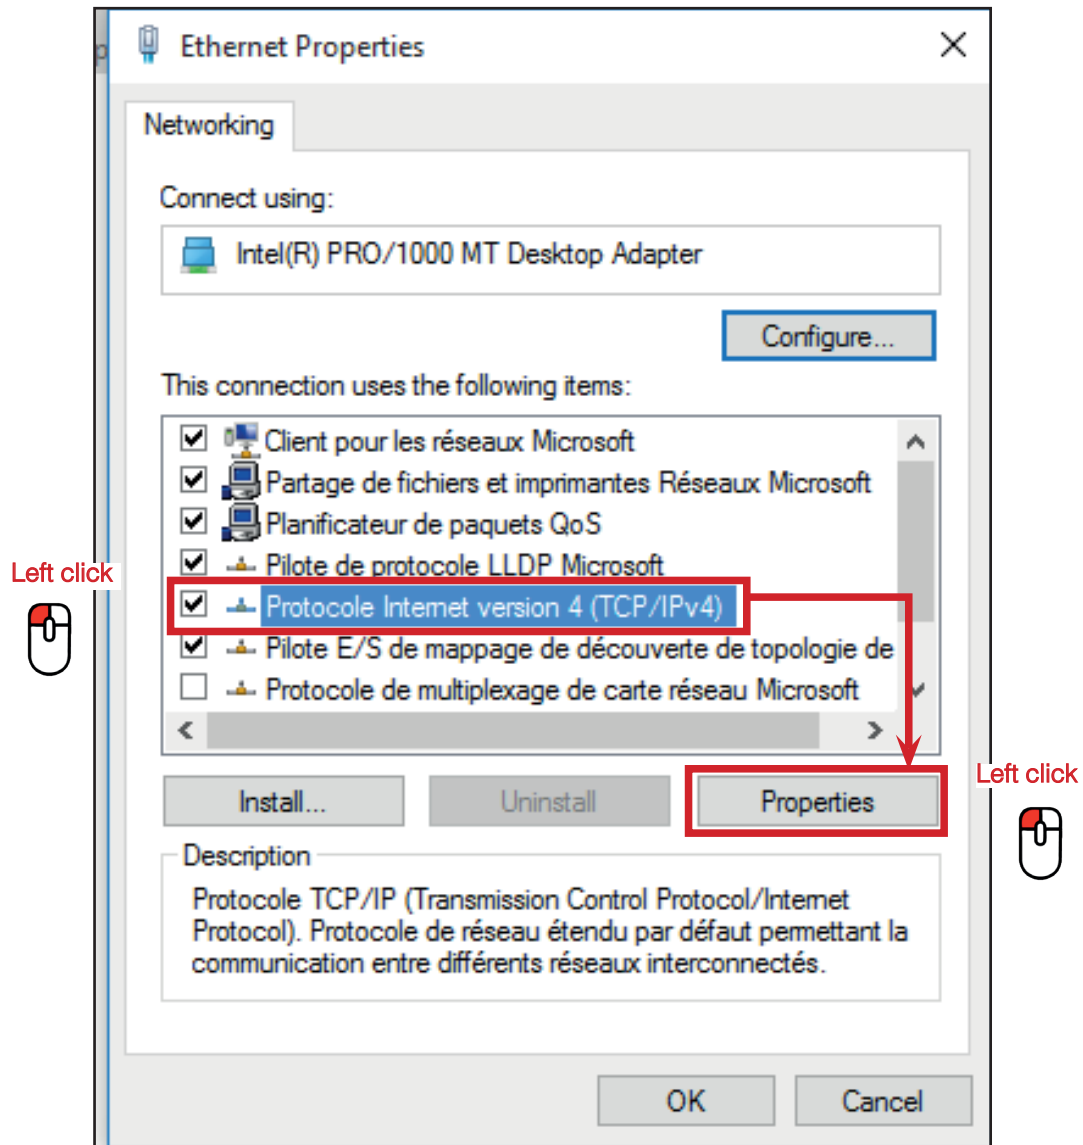 Ethernet Properties
Networking
Connect using:
Intel(R) PRO/1000 MT Desktop Adapter
Configure...
This connection uses the following items:
Client pour les réseaux Microsoft
Partage de fichiers et imprimantes Réseaux Microsoft
Planificateur de paquets QoS
Pilote de protocole LLDP Microsoft
Left click
Protocole Internet version 4 (TCP/IPv4)
Pilote E/S de mappage de découverte de topologie de
Protocole de multiplexage de carte réseau Microsoft
Left click
Install...
Uninstall
Properties
Description
Protocole TCP/IP (Transmission Control Protocol/Internet
Protocol). Protocole de réseau étendu par défaut permettant la
communication entre différents réseaux interconnectés.
OK
Cancel